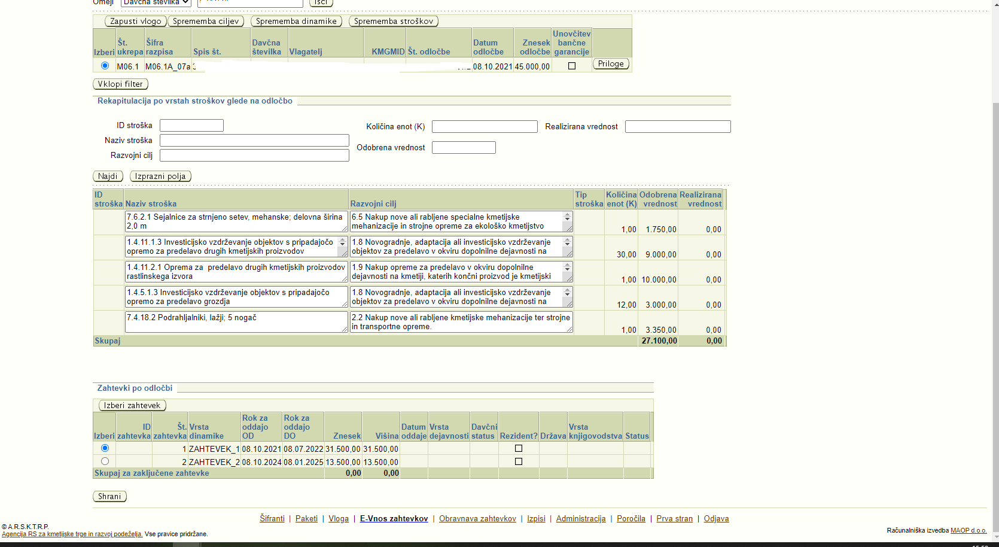 Omeji Davčna številka Išči
Zapusti vlogo Sprememba ciljev Sprememba dinamike Sprememba stroškov
Izberi Št. ukrepa Šifra razpisa Spis št. Davčna številka Vlagatelj KMGMID Št. odločbe Datum odločbe Znesek odločbe Unovčitev bančne garancije
M06.1 M06.1A_07a 08.10.2021 45.000,00 Priloge
Vklopi filter
Rekapitulacija po vrstah stroškov glede na odločbo
ID stroška Količina enot (K) Realizirana vrednost
Naziv stroška
Odobrena vrednost
Razvojni cilj
Najdi Izprazni polja
ID stroška Naziv stroška Razvojni cilj Tip stroška Količina enot (K) Odobrena vrednost Realizirana vrednost
7.6.2.1 Sejalnice za strnjeno setev, mehanske; delovna širina
2,0 m
6.5 Nakup nove ali rabljene specialne kmetijske
mehanizacije in strojne opreme za ekološko kmetijstvo
1,00 1.750,00 0,00
1.4.11.1.3 Investicijsko vzdrževanje objektov s pripadajočo
opremo za predelavo drugih kmetijskih proizvodov
1.8 Novogradnje, adaptacija ali investicijsko vzdrževanje
objektov za predelavo v okviru dopolnilne dejavnosti na
30,00 9.000,00 0,00
1.4.11.2.1 Oprema za  predelavo drugih kmetijskih proizvodov
rastlinskega izvora
1.9 Nakup opreme za predelavo v okviru dopolnilne
dejavnosti na kmetiji, katerih končni proizvod je kmetijski
1,00 10.000,00 0,00
1.4.5.1.3 Investicijsko vzdrževanje objektov s pripadajočo
opremo za predelavo grozdja
1.8 Novogradnje, adaptacija ali investicijsko vzdrževanje
objektov za predelavo v okviru dopolnilne dejavnosti na
12,00 3.000,00 0,00
7.4.18.2 Podrahljalniki, lažji; 5 nogač
2.2 Nakup nove ali rabljene kmetijske mehanizacije ter strojne
in transportne opreme.
1,00 3.350,00 0,00
Skupaj 27.100,00 0,00
Zahtevki po odločbi
Izberi zahtevek
Izberi ID zahtevka Št. zahtevka Vrsta dinamike Rok za oddajo OD Rok za oddajo DO Znesek Višina Datum oddaje Vrsta dejavnosti Davčni status Rezident? Država Vrsta knjigovodstva Status
1 ZAHTEVEK_1 08.10.2021 08.07.2022 31.500,00 31.500,00
2 ZAHTEVEK_2 08.10.2024 08.01.2025 13.500,00 13.500,00
Skupaj za zaključene zahtevke 0,00 0,00
Shrani
Šifranti | Paketi | Vloga | E-Vnos zahtevkov | Obravnava zahtevkov | Izpisi | Administracija | Poročila | Prva stran | Odjava
© A.R.S.K.T.R.P.
Agencija RS za kmetijske trge in razvoj podeželja. Vse pravice pridržane.
Računalniška izvedba MAOP d.o.o.